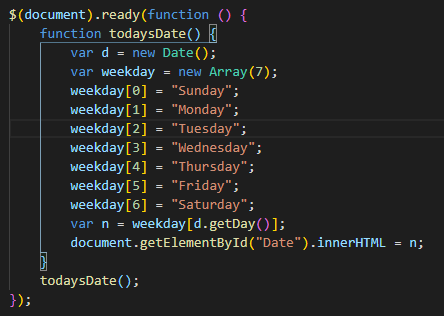 $(document).ready(function () {
    function todaysDate() {
        var d = new Date();
        var weekday = new Array(7);
        weekday[0] = "Sunday";
        weekday[1] = "Monday";
        weekday[2] = "Tuesday";
        weekday[3] = "Wednesday";
        weekday[4] = "Thursday";
        weekday[5] = "Friday";
        weekday[6] = "Saturday";
        var n = weekday[d.getDay()];
        document.getElementById("Date").innerHTML = n;
    }
    todaysDate();
});